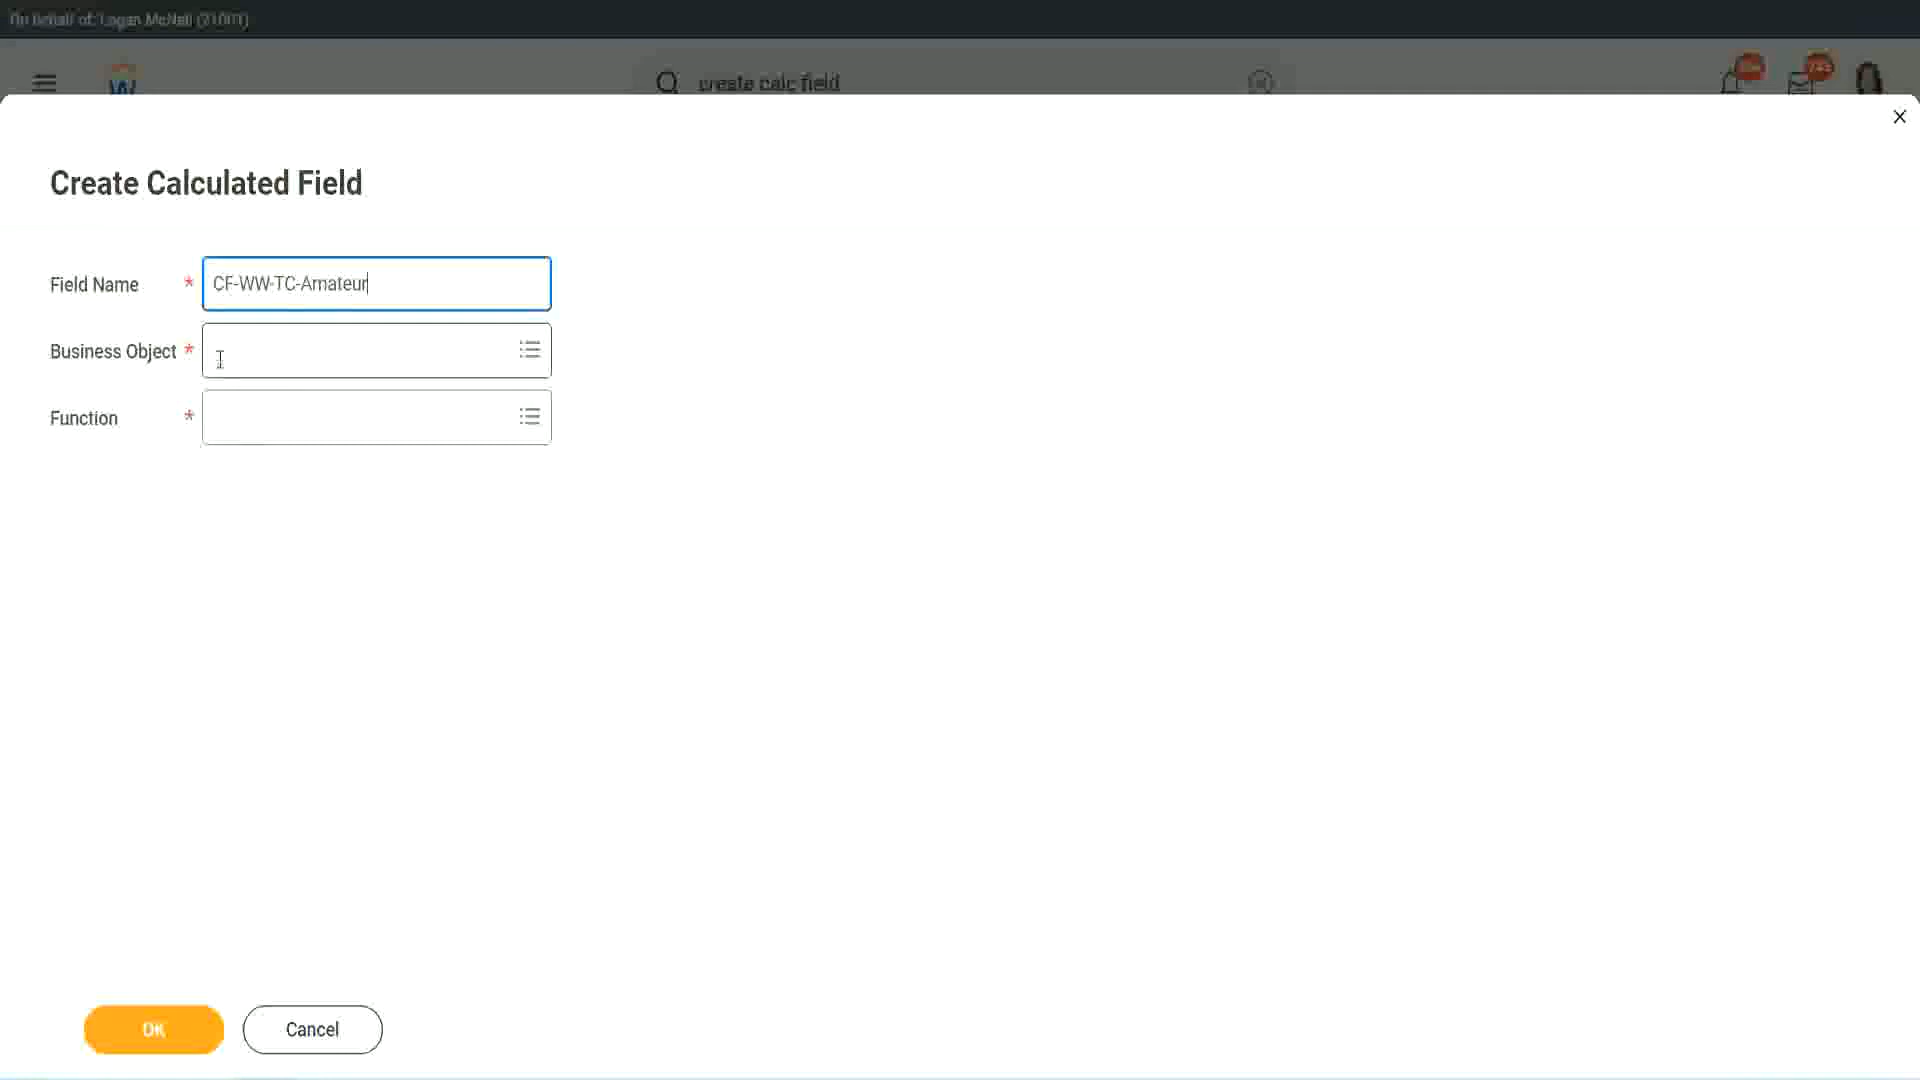 On behalf of: Logan McNeil (21001)
create calc field
Create Calculated Field
Field Name *
CF-WW-TC-Amateur
Business Object *
Function *
OK
Cancel